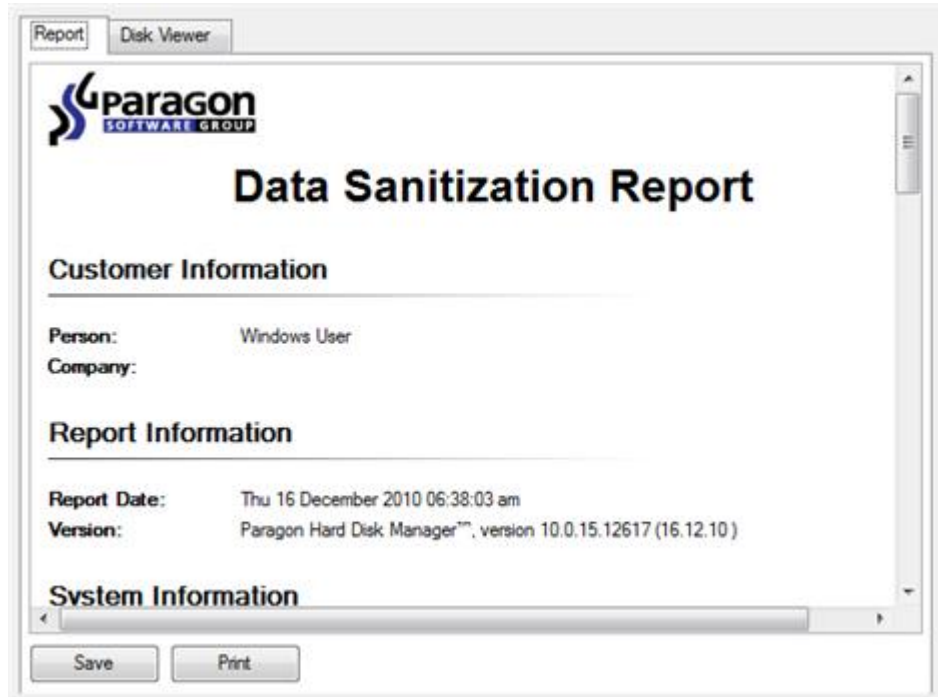 Report Disk Viewer
Paragon
SOFTWARE GROUP
Data Sanitization Report
Customer Information
Person: Windows User
Company:
Report Information
Report Date: Thu 16 December 2010 06:38:03 am
Version: Paragon Hard Disk Manager™, version 10.0.15.12617 (16.12.10 )
System Information
Save Print